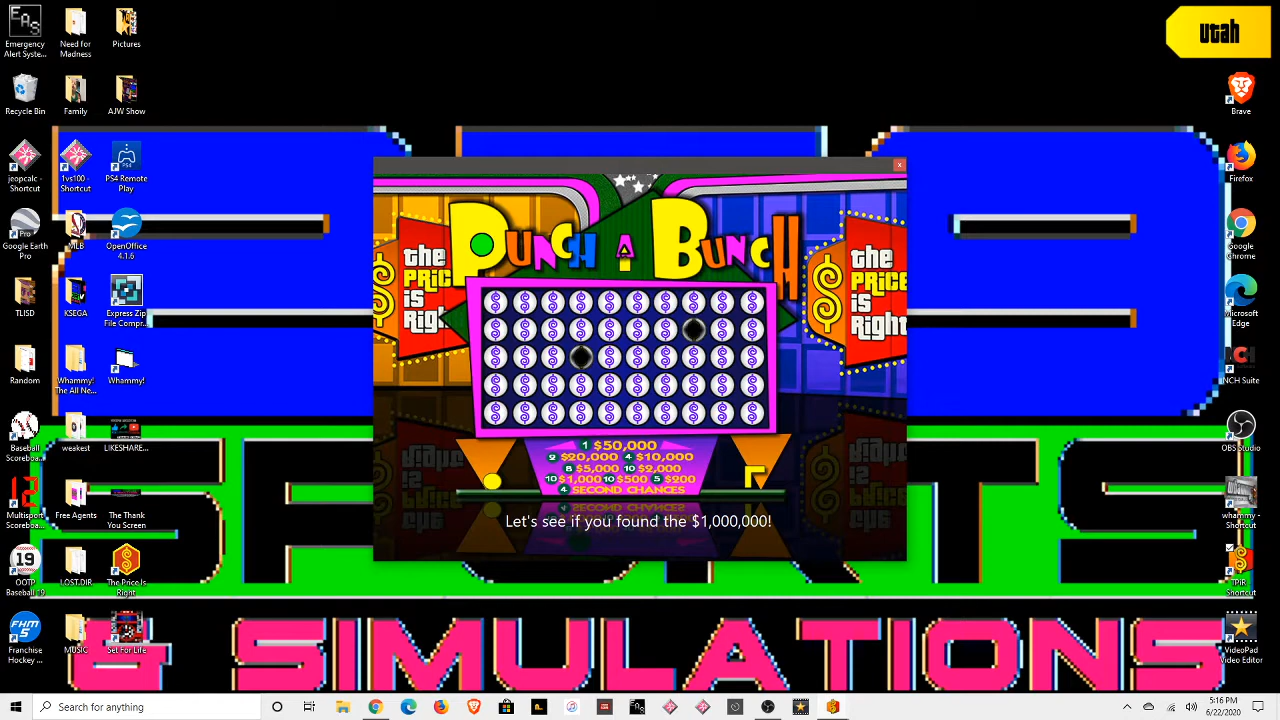 Emergency
Alert Syste...
Need for
Madness
Pictures
Utah
Recycle Bin
Family
AJW Show
Brave
jeopcalc -
Shortcut
1vs100 -
Shortcut
PS4 Remote
Play
Firefox
Google Earth
Pro
MLB
OpenOffice
4.1.6
Google
Chrome
TLISD
KSEGA
Express Zip
File Compr...
Microsoft
Edge
Random
Whammy!
The All Ne...
Whammy!
NCH Suite
Baseball
Scoreboa...
weakest
LIKESHARE...
OBS Studio
Multisport
Scoreboa...
Free Agents
The Thank
You Screen
whammy -
Shortcut
OOTP
Baseball 19
LOST.DIR
The Price Is
Right
TPiR
Shortcut
Franchise
Hockey ...
MUSIC
Set For Life
VideoPad
Video Editor
PUNCH A BUNCH
the
PRICE
is
Right
the
PRICE
is
Right
1 $50,000
2 $20,000 4 $10,000
8 $5,000 10 $2,000
10 $1,000 10 $500 5 $200
4 SECOND CHANCES
Let's see if you found the $1,000,000!
SPORTS
& SIMULATIONS
Search for anything
5:16 PM
6/22/2020